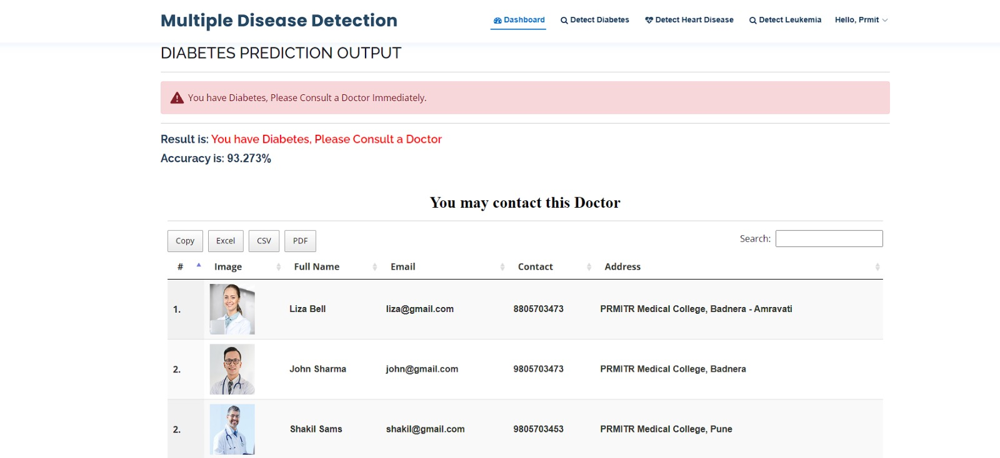 Multiple Disease Detection
Dashboard Detect Diabetes Detect Heart Disease Detect Leukemia Hello, Prmit
DIABETES PREDICTION OUTPUT
You have Diabetes, Please Consult a Doctor Immediately.
Result is: You have Diabetes, Please Consult a Doctor
Accuracy is: 93.273%
You may contact this Doctor
Copy Excel CSV PDF Search:
# Image Full Name Email Contact Address
1. Liza Bell liza@gmail.com 8805703473 PRMITR Medical College, Badnera - Amravati
2. John Sharma john@gmail.com 9805703473 PRMITR Medical College, Badnera
2. Shakil Sams shakil@gmail.com 9805703453 PRMITR Medical College, Pune